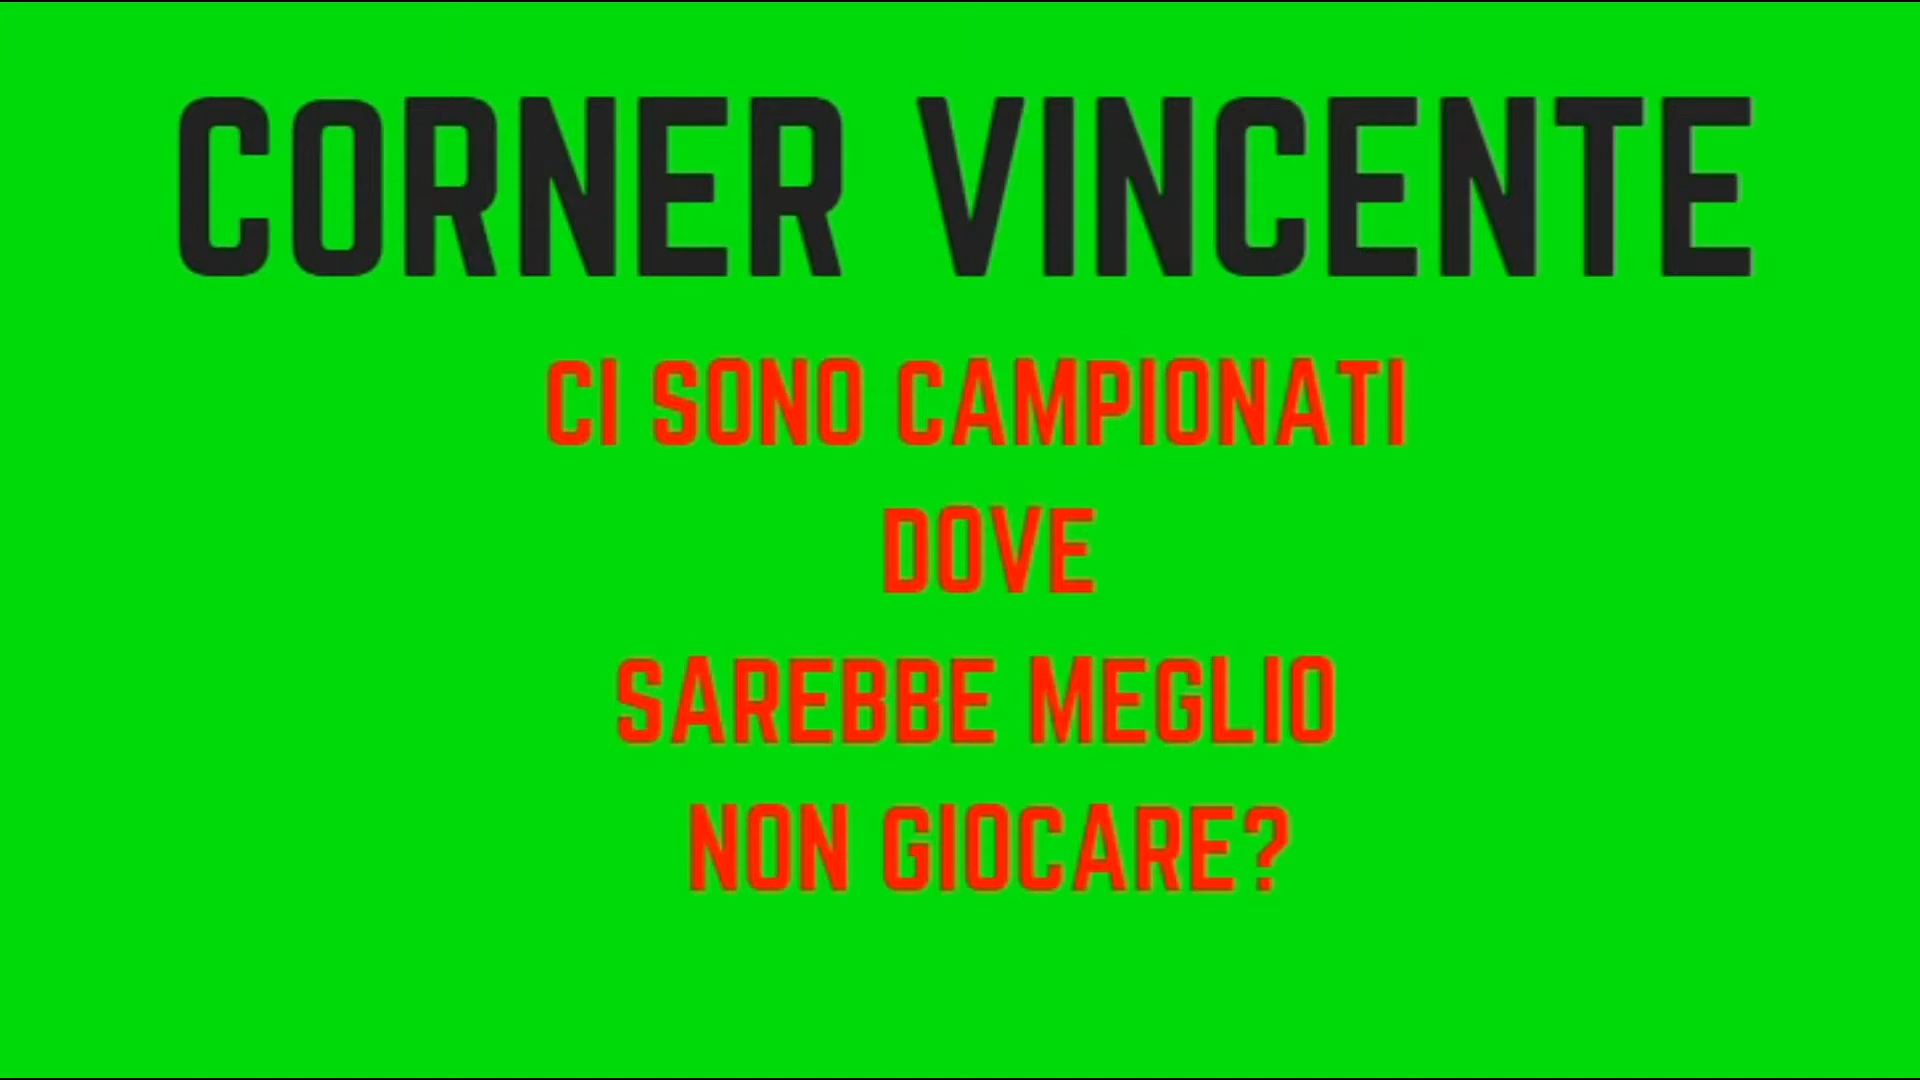 CORNER VINCENTE
CI SONO CAMPIONATI
DOVE
SAREBBE MEGLIO
NON GIOCARE?